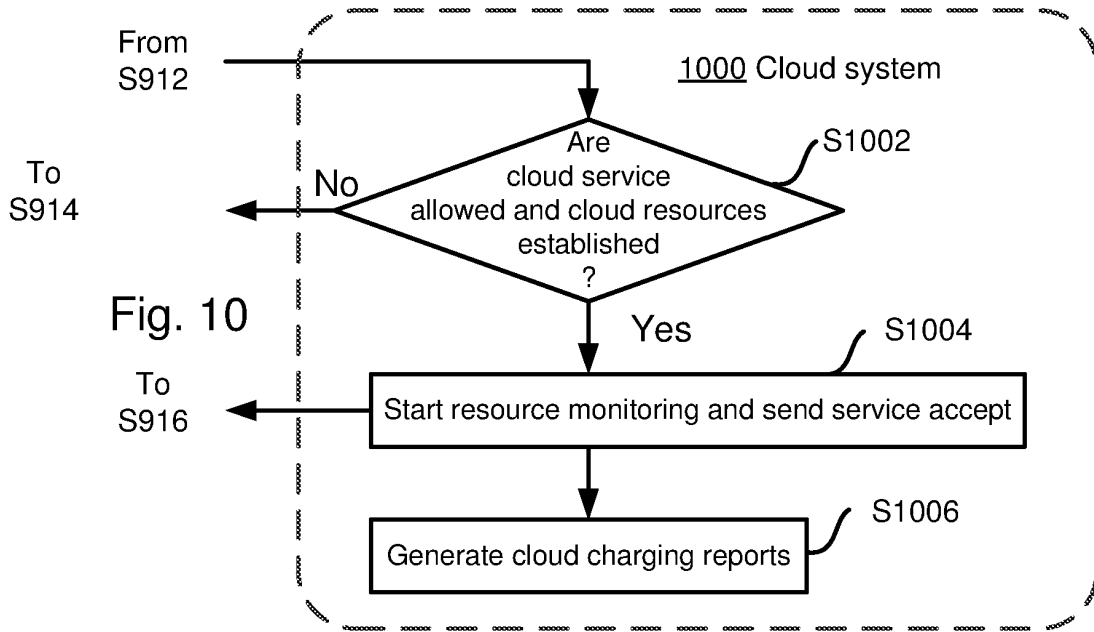 From
S912
1000 Cloud system
S1002
Are
cloud service
allowed and cloud resources
established
?
No
To
S914
Fig. 10
Yes
S1004
To
S916
Start resource monitoring and send service accept
S1006
Generate cloud charging reports